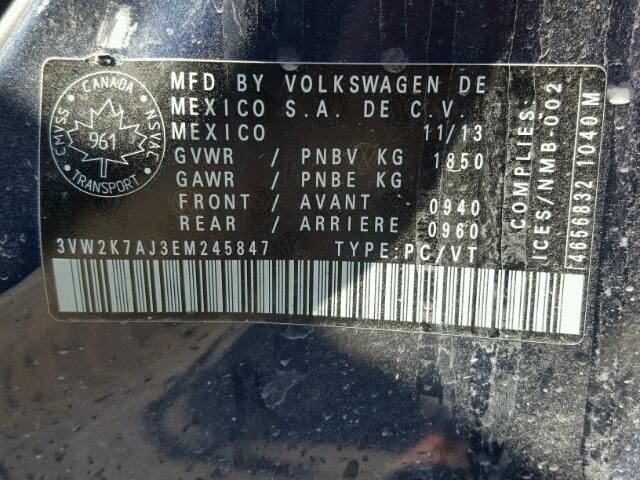 CANADA
CMVSS NSVAC
961
TRANSPORT
MFD BY VOLKSWAGEN DE
MEXICO S.A. DE C.V.
MEXICO 11/13
GVWR / PNBV KG 1850
GAWR / PNBE KG
FRONT / AVANT 0940
REAR / ARRIERE 0960
3VW2K7AJ3EM245847 TYPE:PC/VT
COMPLIES:
ICES/NMB-002
14656832 1040 M